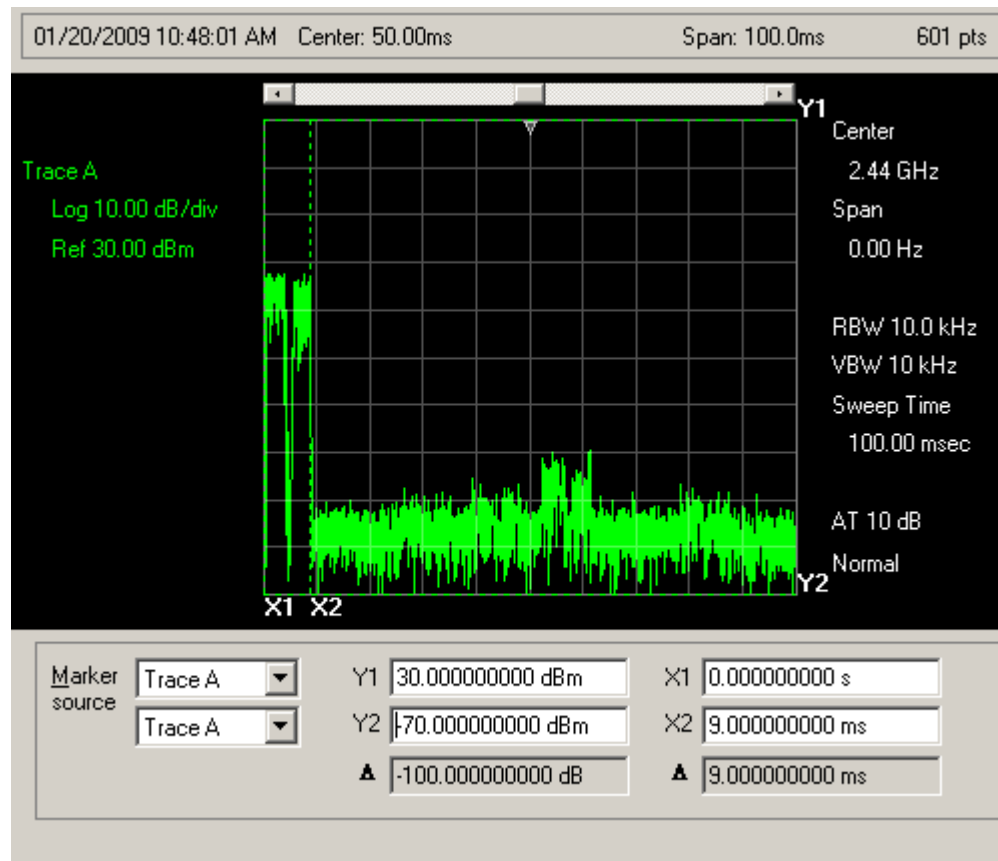 01/20/2009 10:48:01 AM Center: 50.00ms Span: 100.0ms 601 pts
Y1
Trace A
Log 10.00 dB/div
Ref 30.00 dBm
Center
2.44 GHz
Span
0.00 Hz
RBW 10.0 kHz
VBW 10 kHz
Sweep Time
100.00 msec
AT 10 dB
Normal
Y2
X1 X2
Marker source Trace A Y1 30.000000000 dBm X1 0.000000000 s
Trace A Y2 -70.000000000 dBm X2 9.000000000 ms
Δ -100.000000000 dB Δ 9.000000000 ms